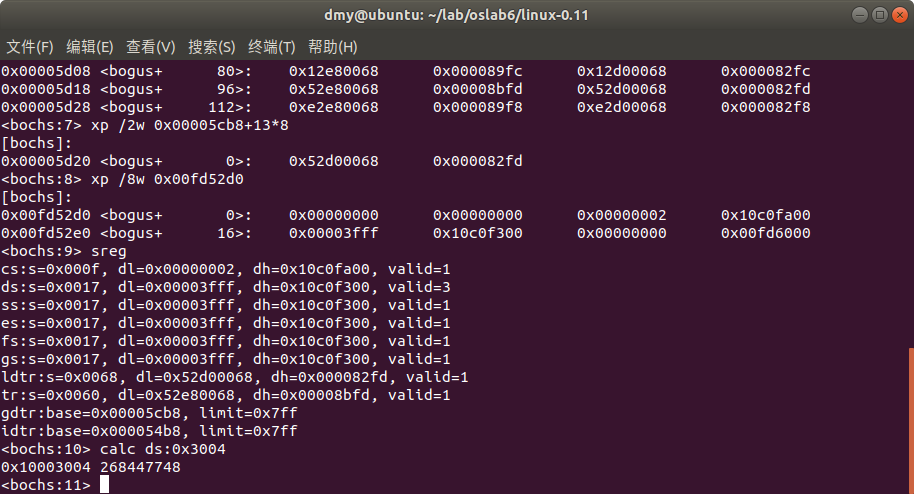 dmy@ubuntu: ~/lab/oslab6/linux-0.11
文件(F) 编辑(E) 查看(V) 搜索(S) 终端(T) 帮助(H)
0x00005d08 <bogus+      80>:    0x12e80068      0x000089fc      0x12d00068      0x000082fc
0x00005d18 <bogus+      96>:    0x52e80068      0x00008bfd      0x52d00068      0x000082fd
0x00005d28 <bogus+     112>:    0xe2e80068      0x000089f8      0xe2d00068      0x000082f8
<bochs:7> xp /2w 0x00005cb8+13*8
[bochs]:
0x00005d20 <bogus+       0>:    0x52d00068      0x000082fd
<bochs:8> xp /8w 0x00fd52d0
[bochs]:
0x00fd52d0 <bogus+       0>:    0x00000000      0x00000000      0x00000002      0x10c0fa00
0x00fd52e0 <bogus+      16>:    0x00003fff      0x10c0f300      0x00000000      0x00fd6000
<bochs:9> sreg
cs:s=0x000f, dl=0x00000002, dh=0x10c0fa00, valid=1
ds:s=0x0017, dl=0x00003fff, dh=0x10c0f300, valid=3
ss:s=0x0017, dl=0x00003fff, dh=0x10c0f300, valid=1
es:s=0x0017, dl=0x00003fff, dh=0x10c0f300, valid=1
fs:s=0x0017, dl=0x00003fff, dh=0x10c0f300, valid=1
gs:s=0x0017, dl=0x00003fff, dh=0x10c0f300, valid=1
ldtr:s=0x0068, dl=0x52d00068, dh=0x000082fd, valid=1
tr:s=0x0060, dl=0x52e80068, dh=0x00008bfd, valid=1
gdtr:base=0x00005cb8, limit=0x7ff
idtr:base=0x000054b8, limit=0x7ff
<bochs:10> calc ds:0x3004
0x10003004 268447748
<bochs:11>